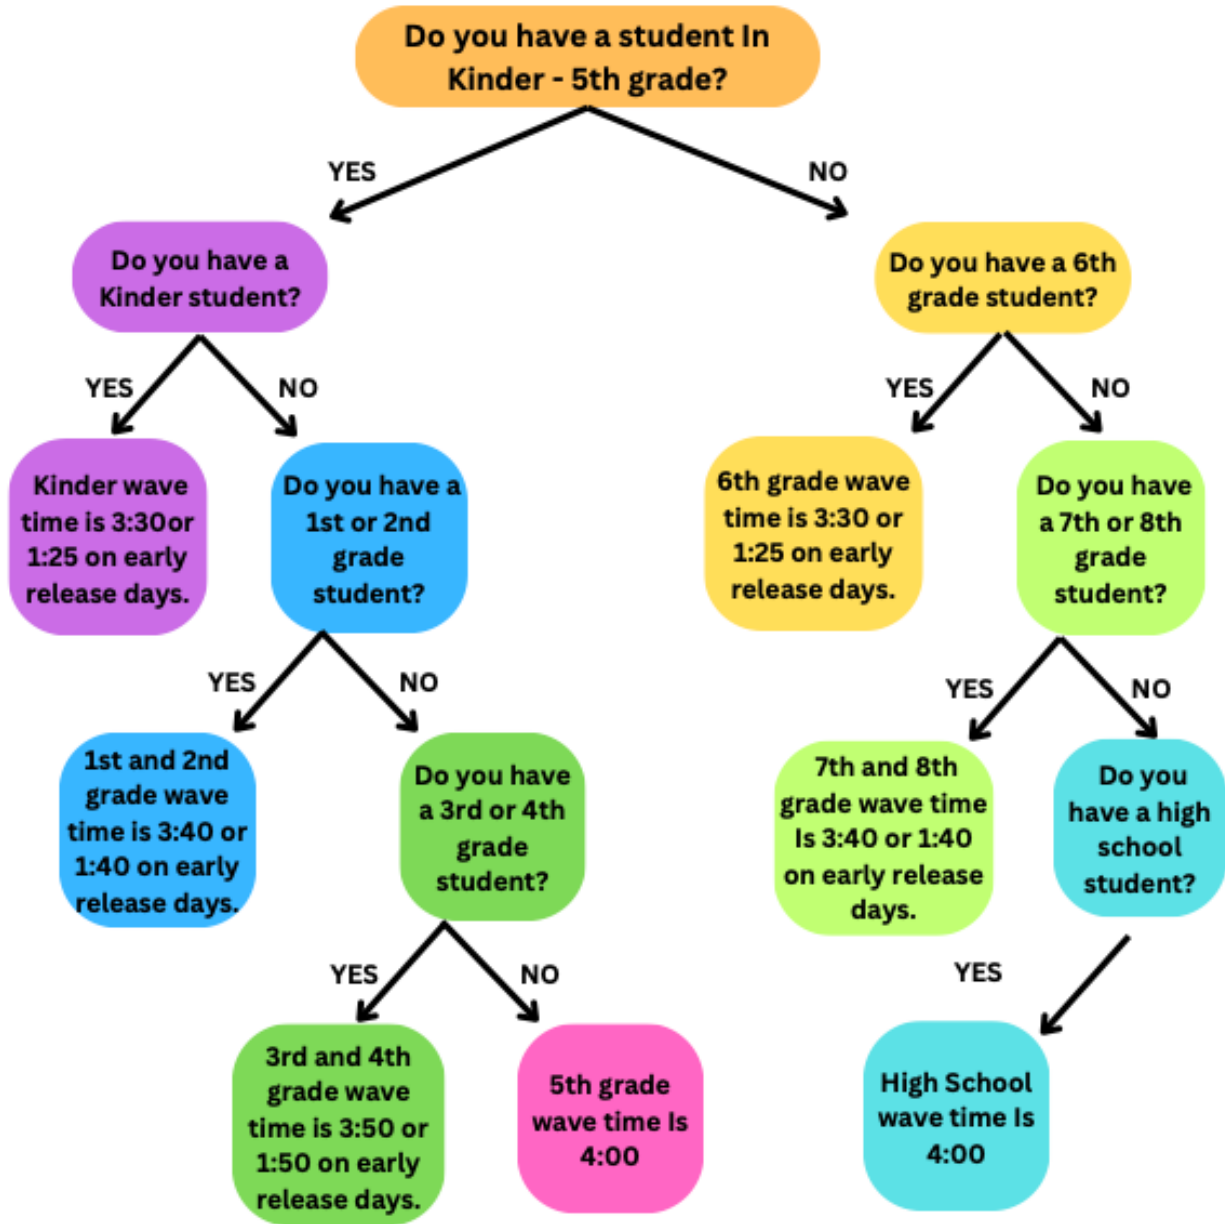 Do you have a student In
Kinder - 5th grade?
YES
NO
Do you have a
Kinder student?
Do you have a 6th
grade student?
YES
NO
YES
NO
Kinder wave
time is 3:30or
1:25 on early
release days.
Do you have a
1st or 2nd
grade
student?
6th grade wave
time is 3:30 or
1:25 on early
release days.
Do you have
a 7th or 8th
grade
student?
YES
NO
YES
NO
1st and 2nd
grade wave
time is 3:40 or
1:40 on early
release days.
Do you have
a 3rd or 4th
grade
student?
7th and 8th
grade wave time
Is 3:40 or 1:40
on early release
days.
Do you
have a high
school
student?
YES
NO
YES
3rd and 4th
grade wave
time is 3:50 or
1:50 on early
release days.
5th grade
wave time Is
4:00
High School
wave time Is
4:00